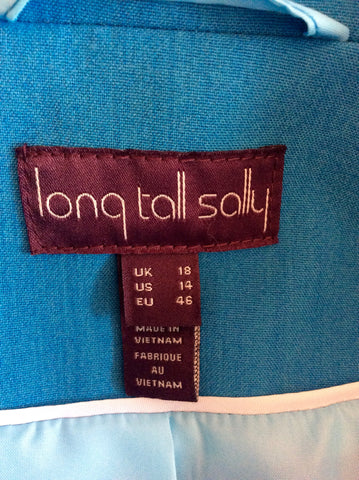 long tall sally
UK 18
US 14
EU 46
MADE IN
VIETNAM
FABRIQUE
AU
VIETNAM